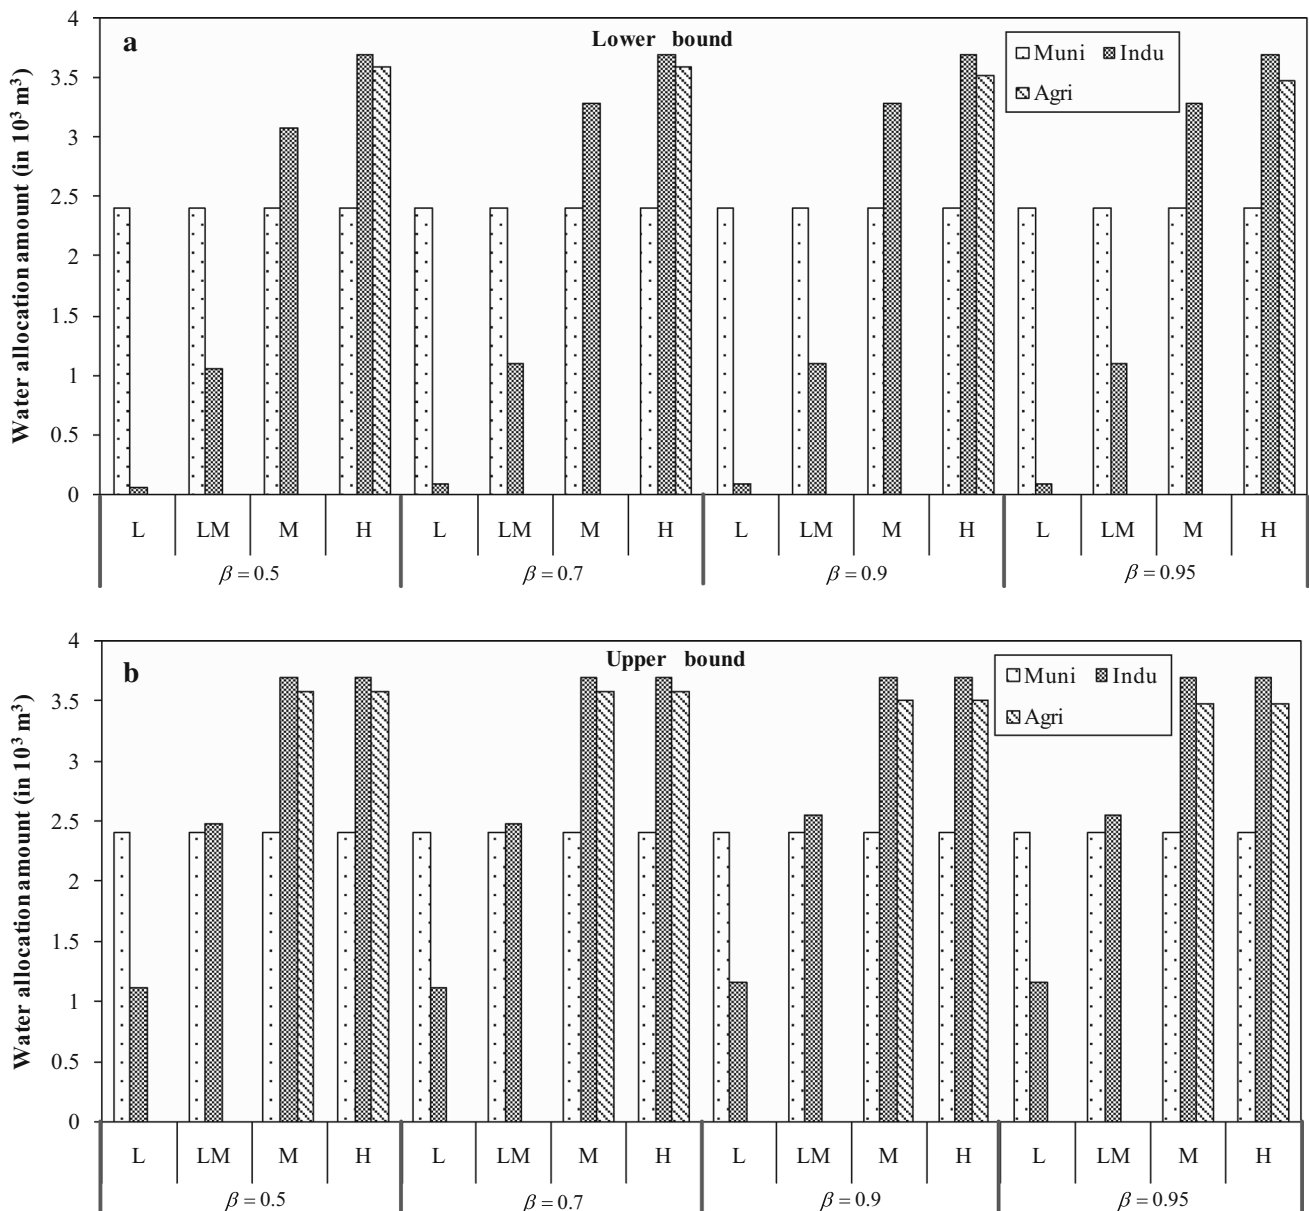 a
Lower bound
Muni Indu
Agri
Water allocation amount (in 10³ m³)
4
3.5
3
2.5
2
1.5
1
0.5
0
L LM M H L LM M H L LM M H L LM M H
β = 0.5 β = 0.7 β = 0.9 β = 0.95
b
Upper bound
Muni Indu
Agri
Water allocation amount (in 10³ m³)
4
3.5
3
2.5
2
1.5
1
0.5
0
L LM M H L LM M H L LM M H L LM M H
β = 0.5 β = 0.7 β = 0.9 β = 0.95